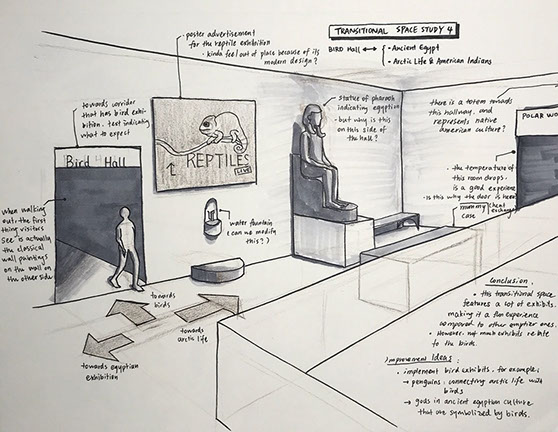 TRANSITIONAL SPACE STUDY 4
BIRD HALL ↔ - Ancient Egypt
- Arctic Life & American Indians
• poster advertisement
for the reptile exhibition
• kinda feel out of place because of its
modern design?
towards corridor
that has bird exhi-
bition. text indicating
what to expect
Bird Hall
REPTILES
LIVE
statue of pharaoh
indicating egyptian
• but why is this
on this side of
the hall?
there is a totem towards
this hallway, and
represents native
american culture?
POLAR WO
• the temperature of
this room drops.
is a good experience
• is this why the door is here
mummy
case
When walking
out, the first
thing visitors
see is actually
the classical
wall paintings
on the wall on
the other side
water fountain
(can we modify
this?)
towards
birds
towards
arctic life
towards egyptian
exhibition
Conclusion:
• this transitional space
features a lot of exhibits.
making it a fun experience
compared to other emptier ones.
• However, not much exhibits relate
to the birds.
Improvement Ideas:
• implement bird exhibits, for example:
→ penguins: connecting arctic life with
birds
→ gods in ancient egyptian culture
that are symbolized by birds.